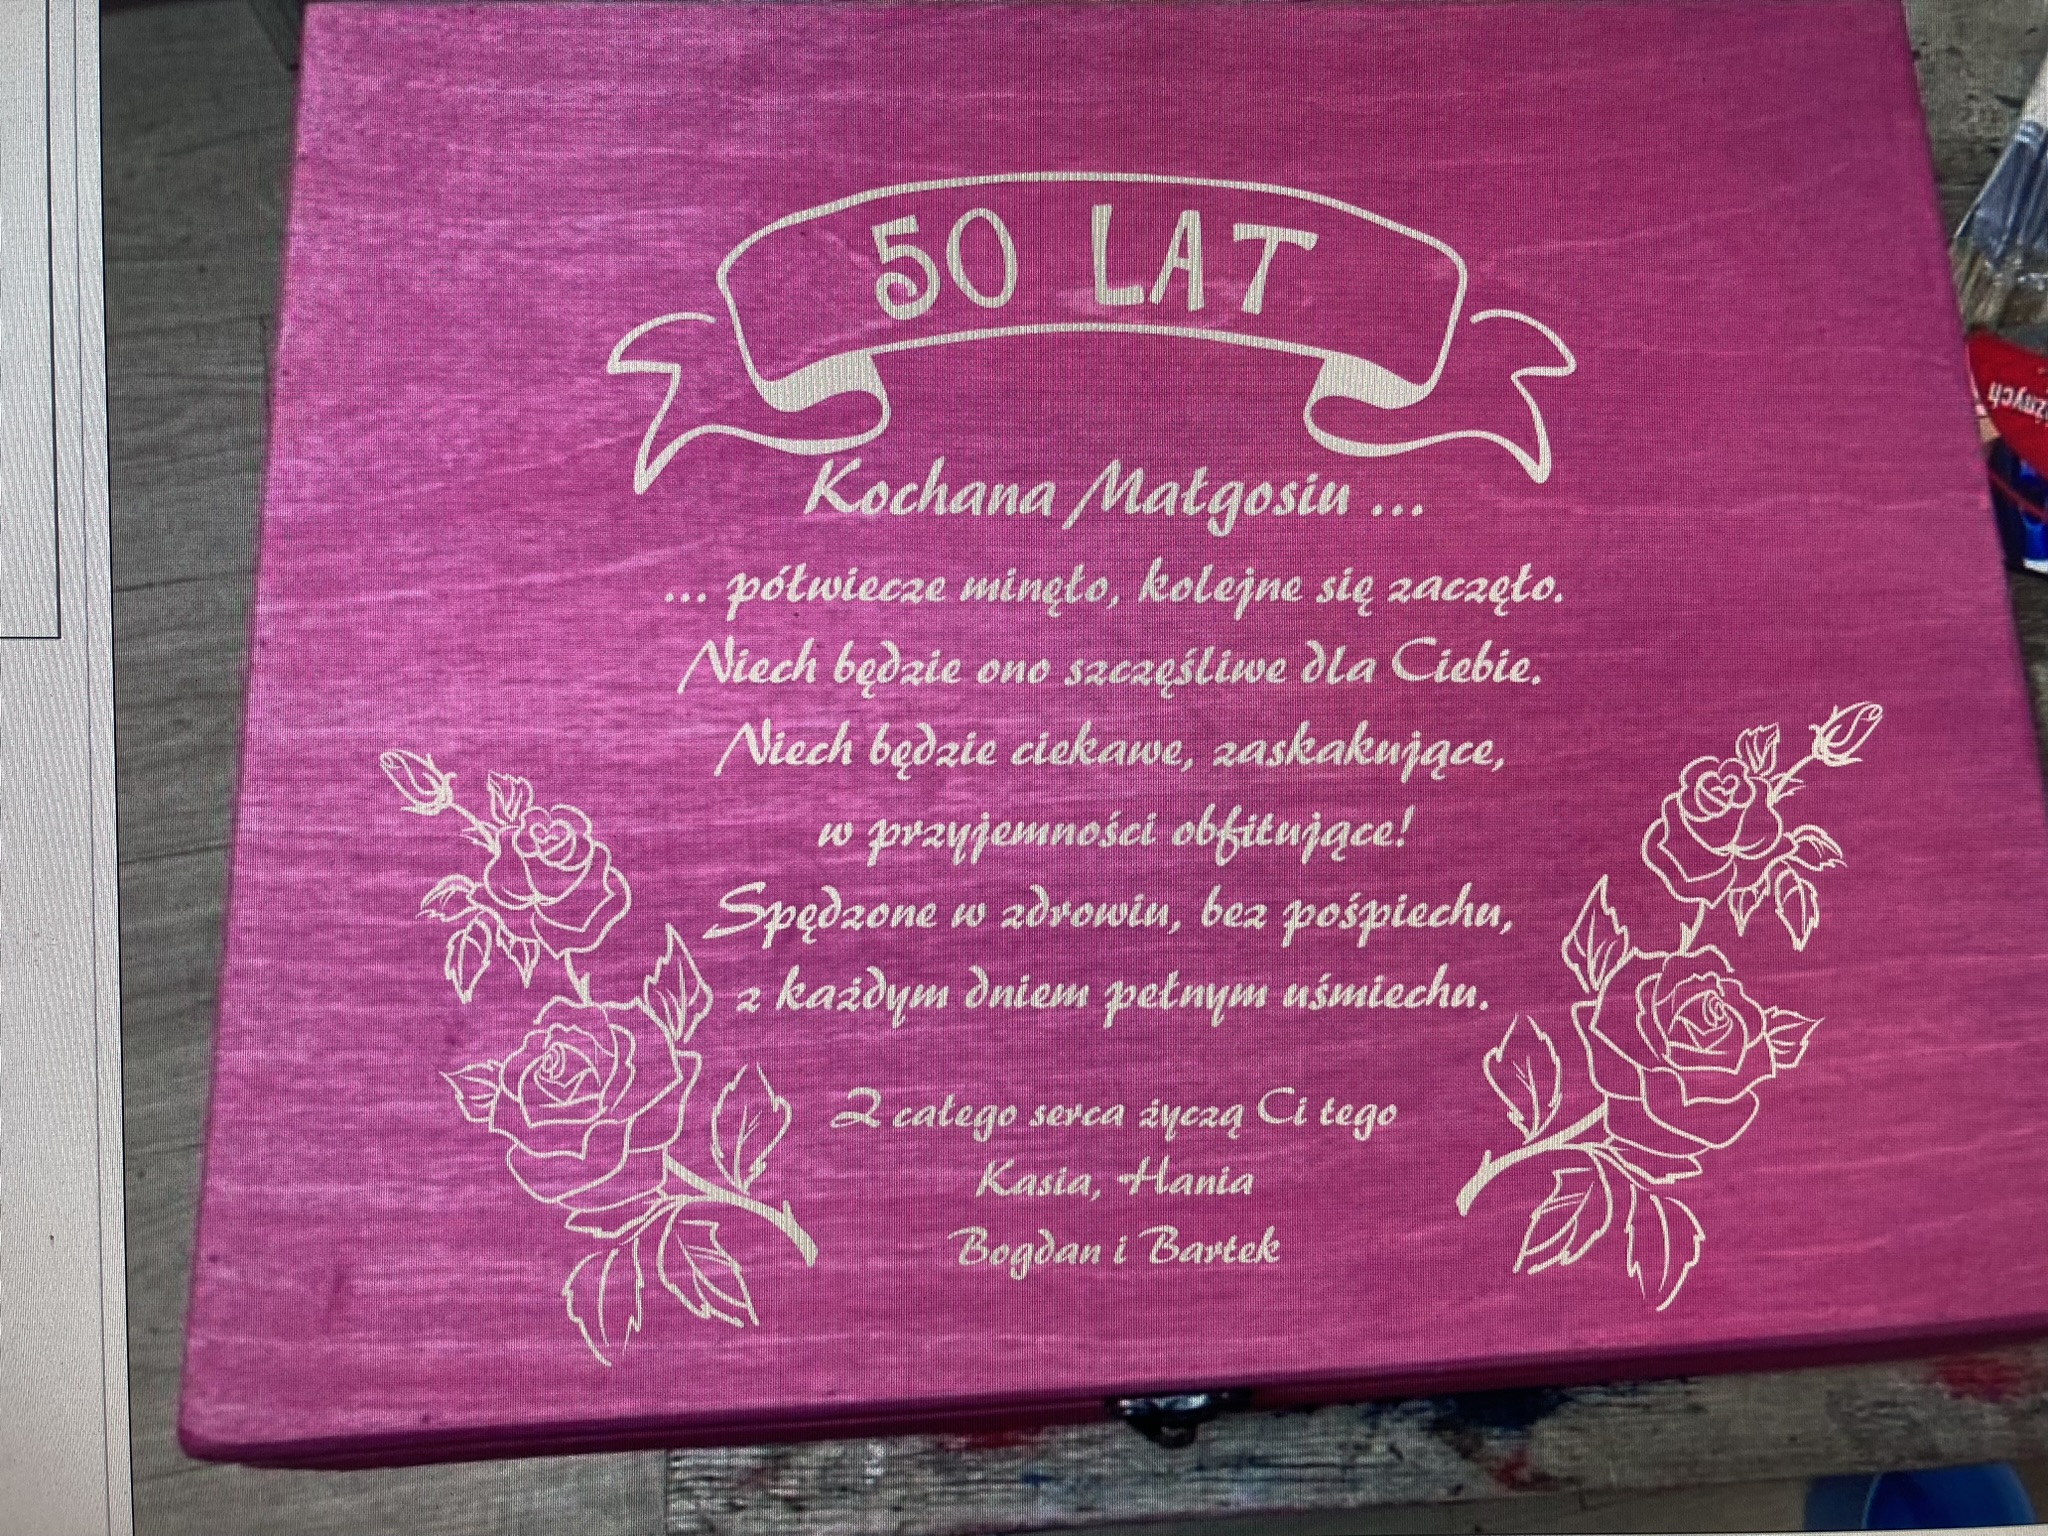 50 LAT
Kochana Małgosiu ...
... półwiecze minęło, kolejne się zaczęło.
Niech będzie ono szczęśliwe dla Ciebie.
Niech będzie ciekawe, zaskakujące,
w przyjemności obfitujące!
Spędzone w zdrowiu, bez pośpiechu,
z każdym dniem pełnym uśmiechu.
Z całego serca życzą Ci tego
Kasia, Hania
Bogdan i Bartek